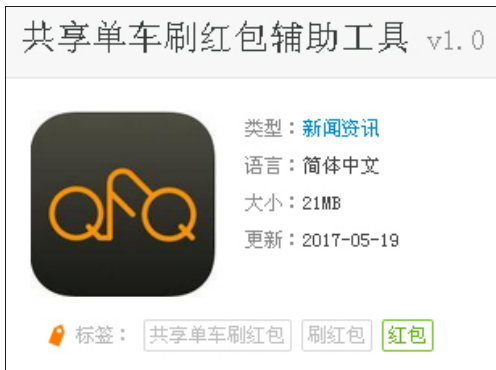 共享单车刷红包辅助工具 v1.0
类型：新闻资讯
语言：简体中文
大小：21MB
更新：2017-05-19
标签： 共享单车刷红包 刷红包 红包